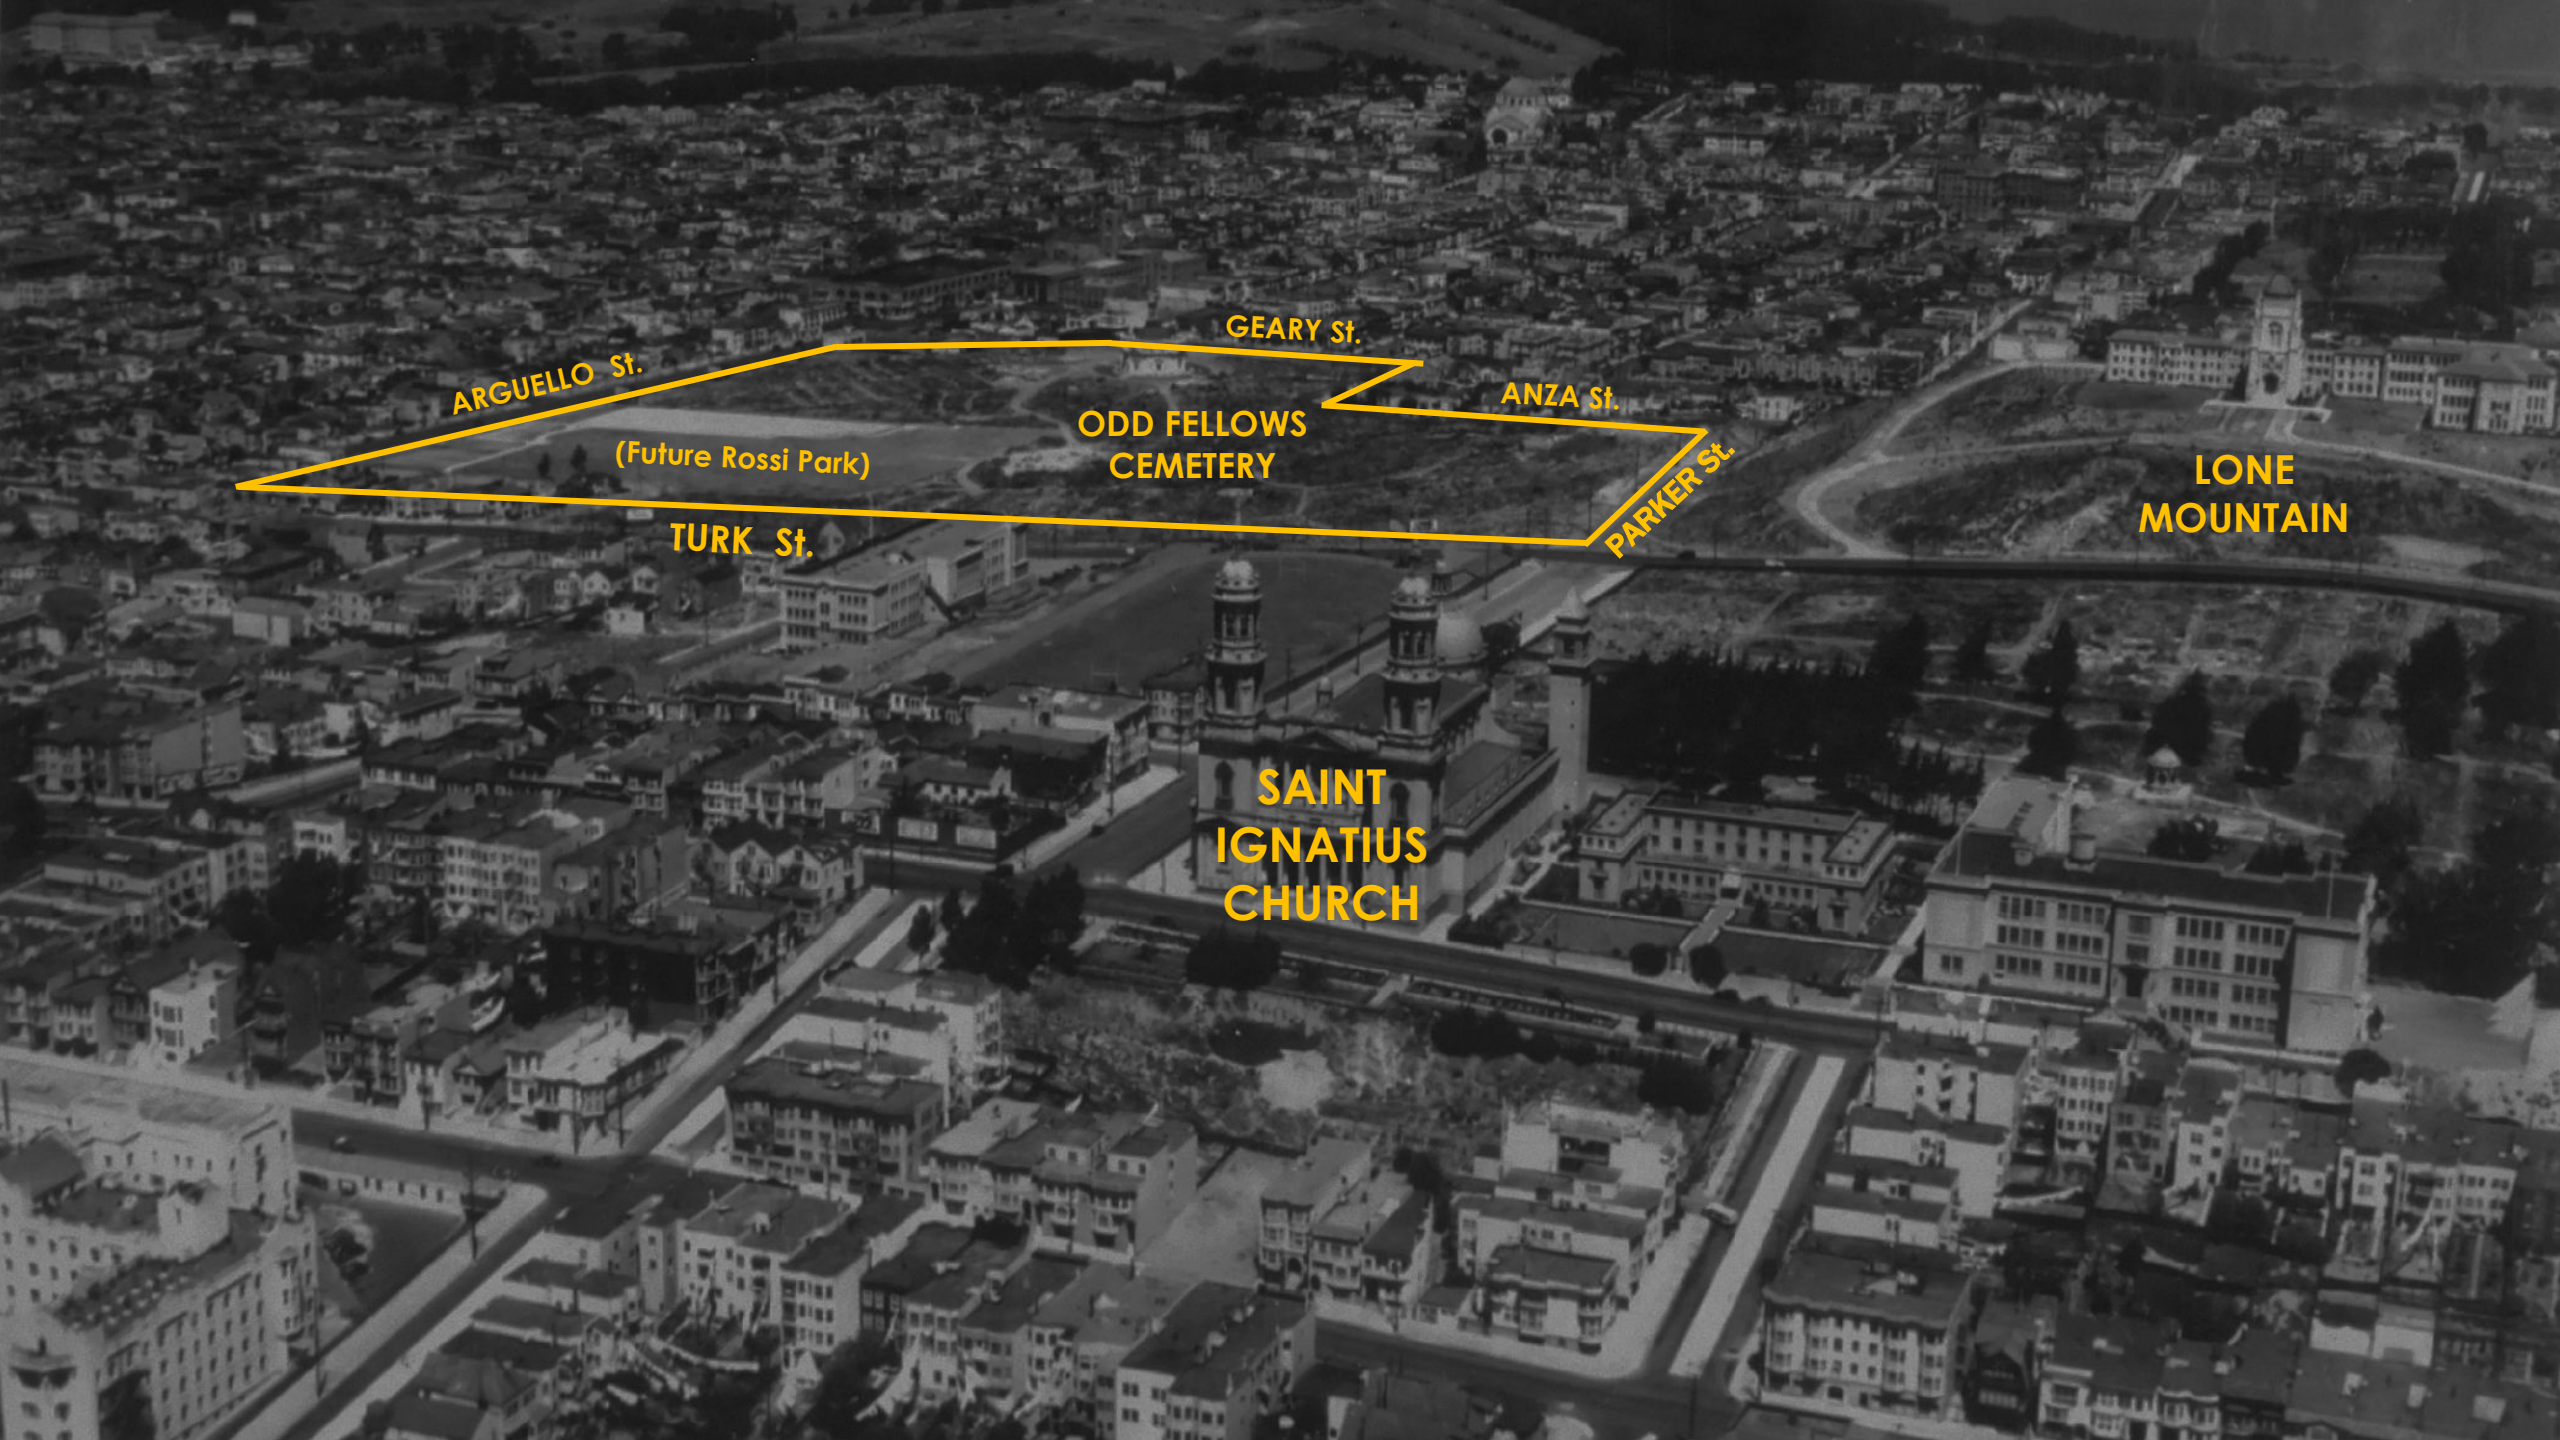 GEARY St.
ARGUELLO St.
ANZA St.
ODD FELLOWS
CEMETERY
(Future Rossi Park)
PARKER St.
LONE
MOUNTAIN
TURK St.
SAINT
IGNATIUS
CHURCH